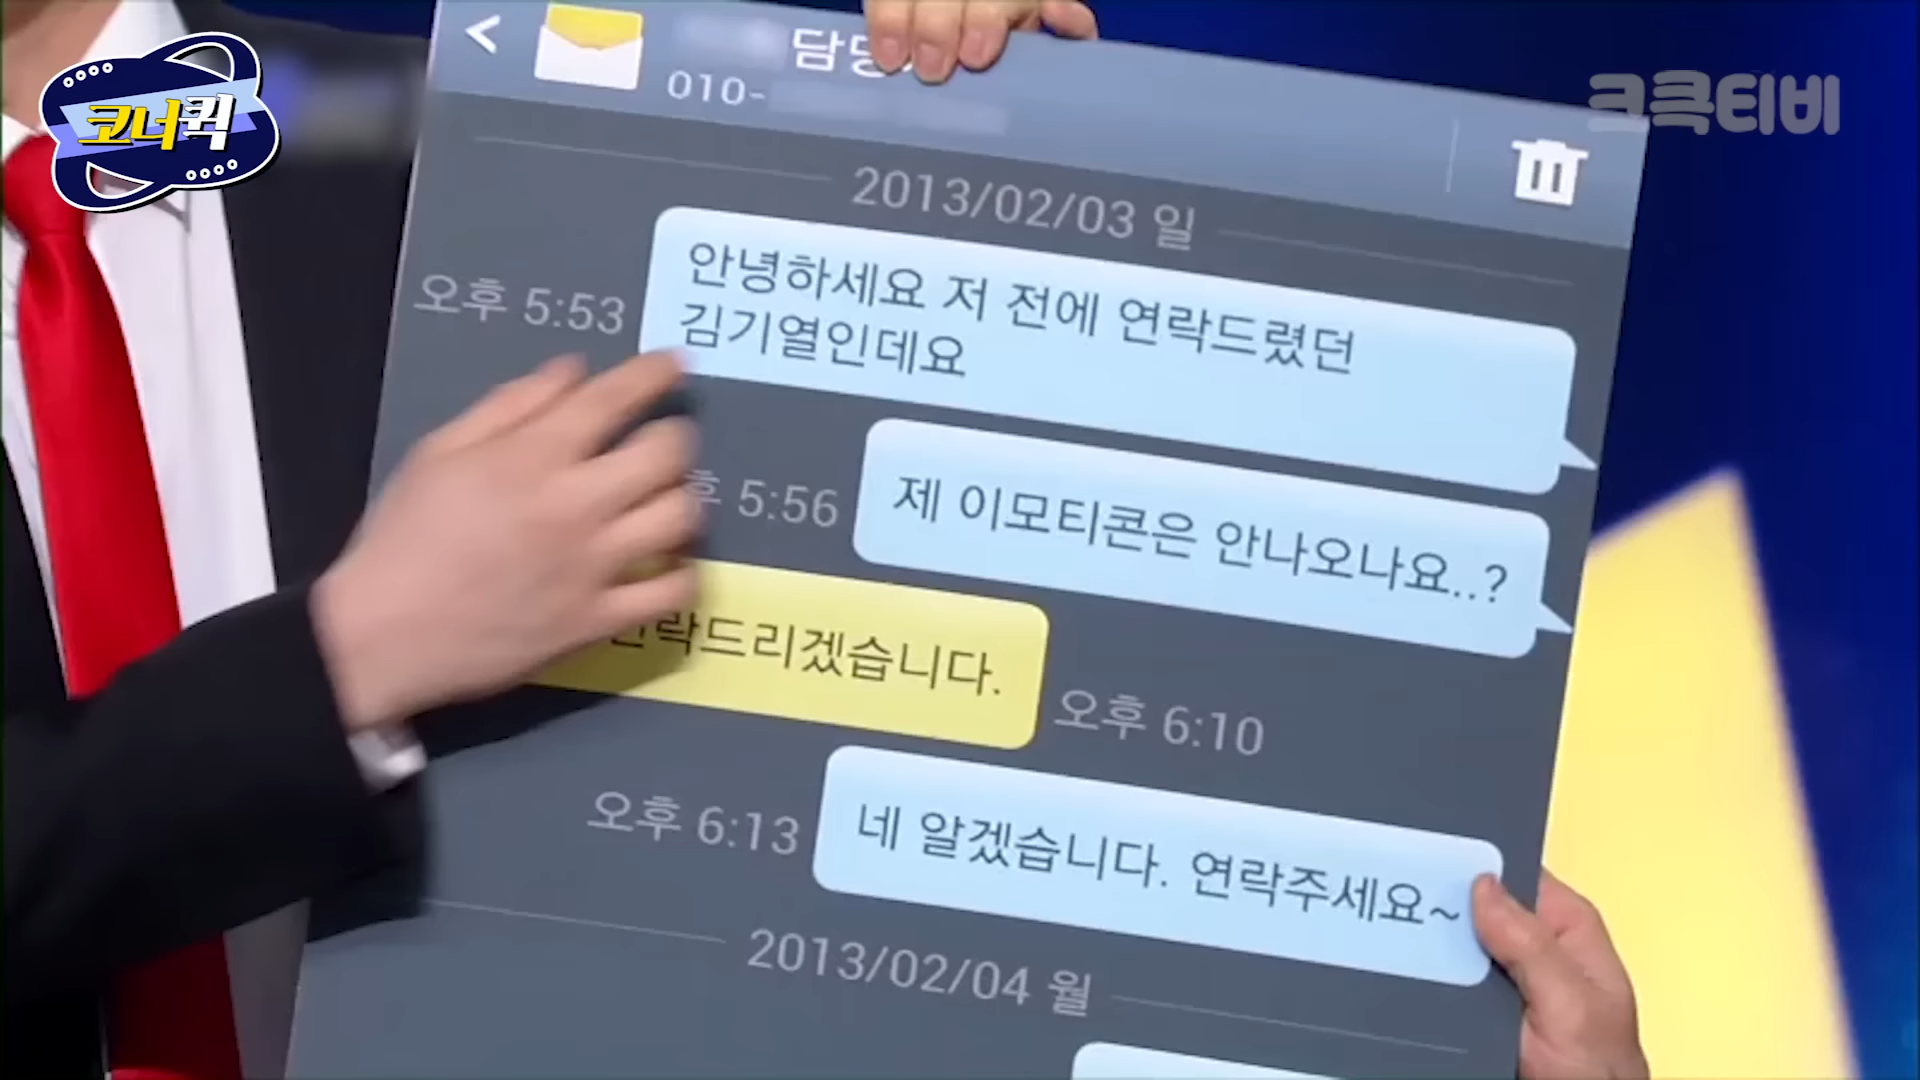 코너퀵
크큭티비
010-
2013/02/03 일
안녕하세요 저 전에 연락드렸던
김기열인데요
오후 5:53
제 이모티콘은 안나오나요..?
5:56
연락드리겠습니다.
오후 6:10
네 알겠습니다. 연락주세요~
오후 6:13
2013/02/04 월